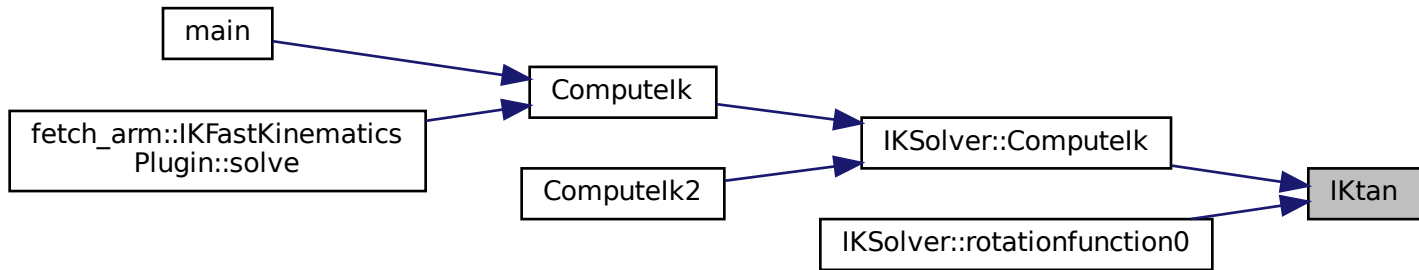 main
fetch_arm::IKFastKinematics
Plugin::solve
ComputeIk
ComputeIk2
IKSolver::ComputeIk
IKSolver::rotationfunction0
IKtan